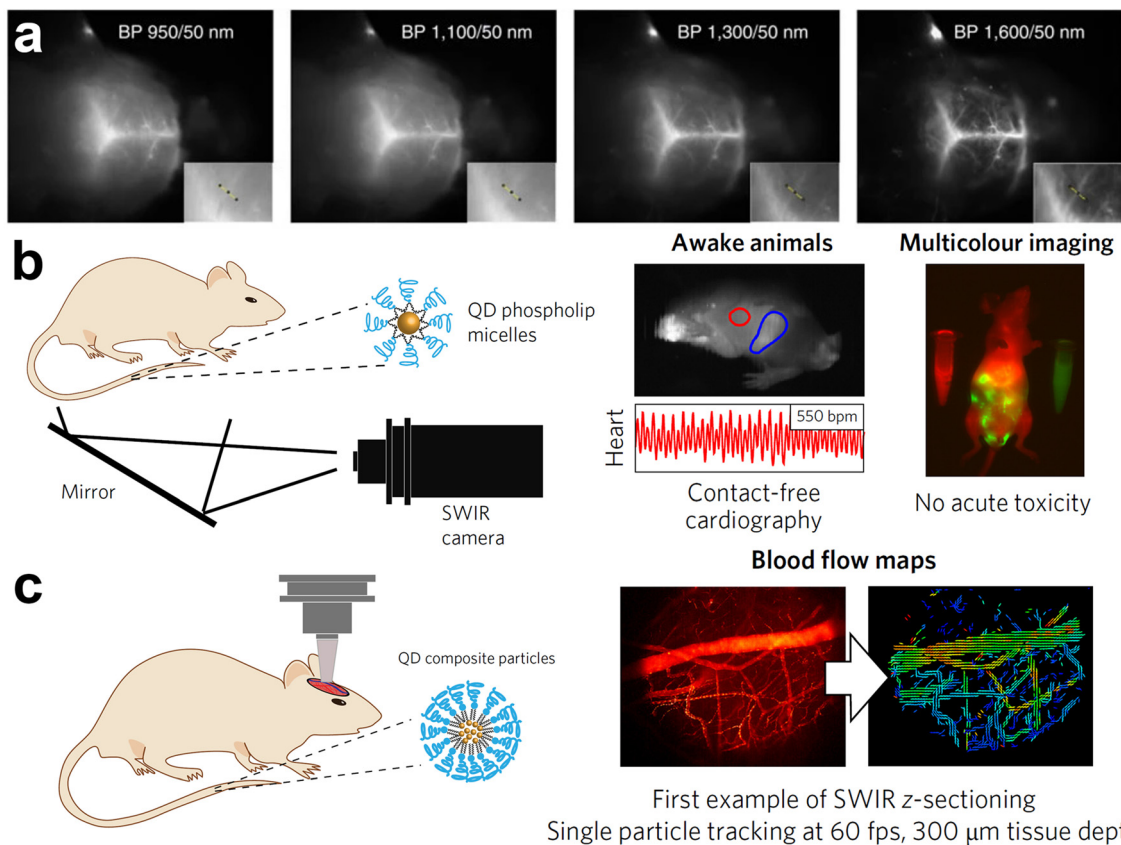 a
BP 950/50 nm
BP 1,100/50 nm
BP 1,300/50 nm
BP 1,600/50 nm
b
QD phospholip
micelles
Mirror
SWIR
camera
Awake animals
Heart
550 bpm
Contact-free
cardiography
Multicolour imaging
No acute toxicity
c
QD composite particles
Blood flow maps
First example of SWIR z-sectioning
Single particle tracking at 60 fps, 300 μm tissue dept